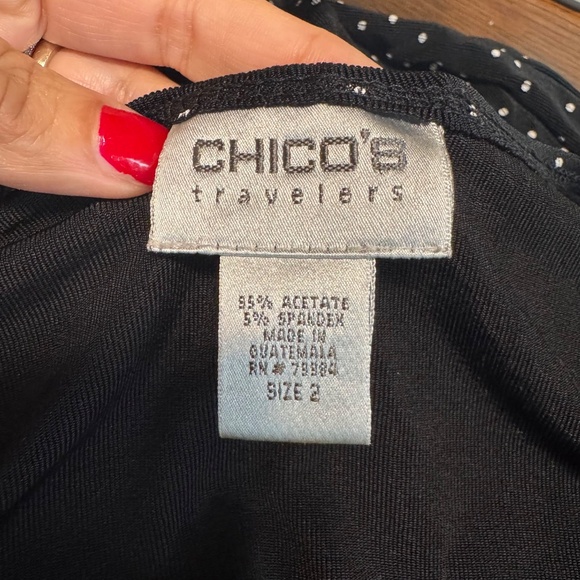 CHICO'S
travelers
95% ACETATE
5% SPANDEX
MADE IN
GUATEMALA
RN# 79984
SIZE 2